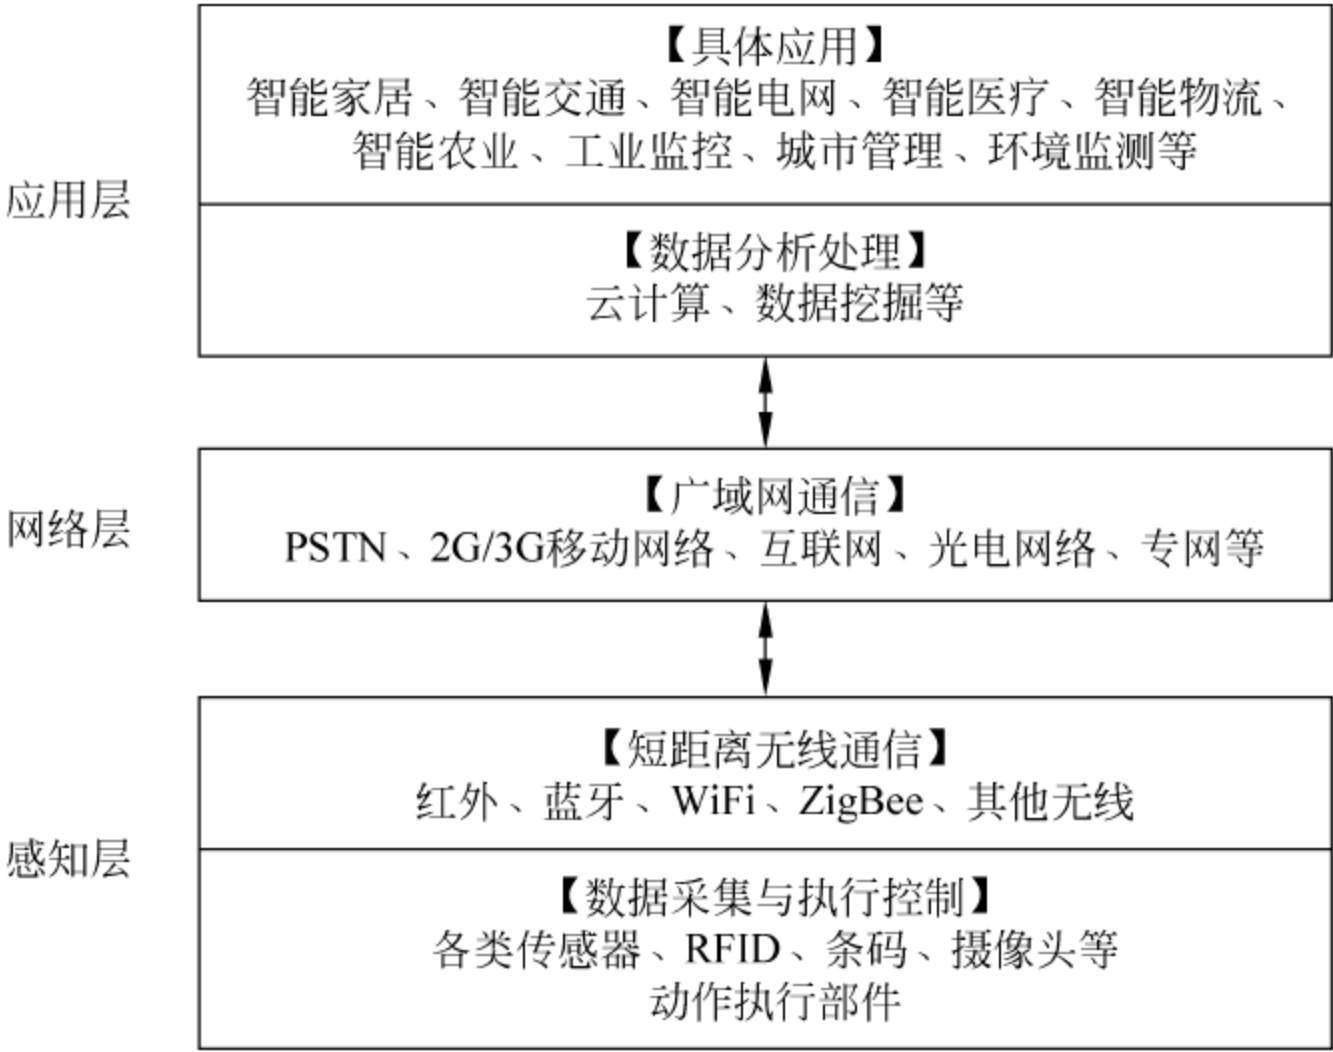 【具体应用】
智能家居、智能交通、智能电网、智能医疗、智能物流、
智能农业、工业监控、城市管理、环境监测等
应用层
【数据分析处理】
云计算、数据挖掘等
【广域网通信】
网络层
PSTN、2G/3G移动网络、互联网、光电网络、专网等
【短距离无线通信】
红外、蓝牙、WiFi、ZigBee、其他无线
感知层
【数据采集与执行控制】
各类传感器、RFID、条码、摄像头等
动作执行部件